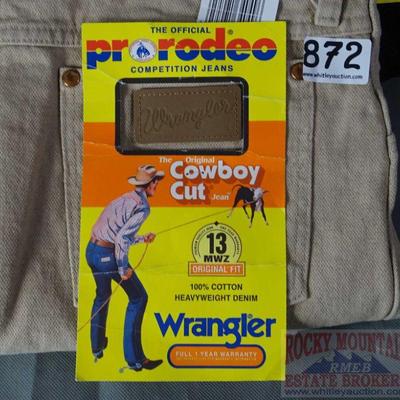 THE OFFICIAL
prorodeo
COMPETITION JEANS
872
www.whitleyauction.com
Wrangler
The Original
Cowboy
Cut
Jean
13
MWZ
ORIGINAL FIT
100% COTTON
HEAVYWEIGHT DENIM
Wrangler
FULL 1 YEAR WARRANTY
ROCKY MOUNTAIN
RMEB
ESTATE BROKERS
www.whitleyauction.com